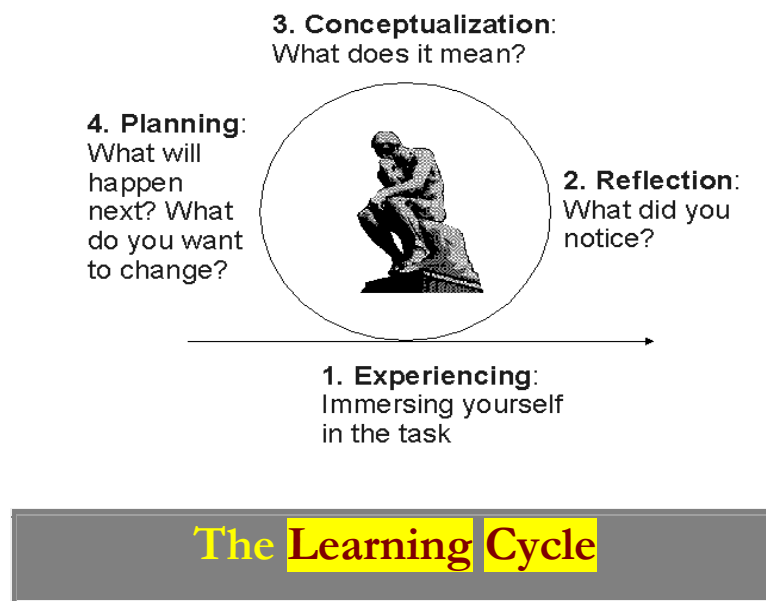 3. Conceptualization:
What does it mean?
4. Planning:
What will
happen
next? What
do you want
to change?
2. Reflection:
What did you
notice?
1. Experiencing:
Immersing yourself
in the task
The Learning Cycle